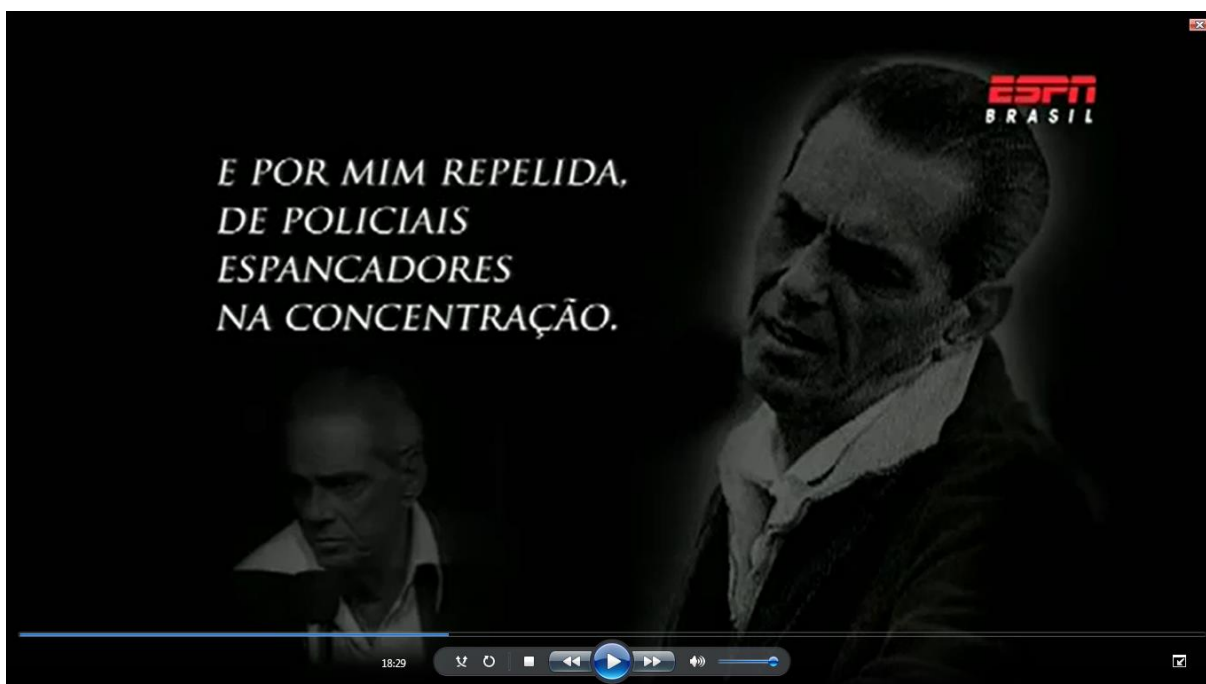 ESPN
BRASIL
E POR MIM REPELIDA,
DE POLICIAIS
ESPANCADORES
NA CONCENTRAÇÃO.
18:29